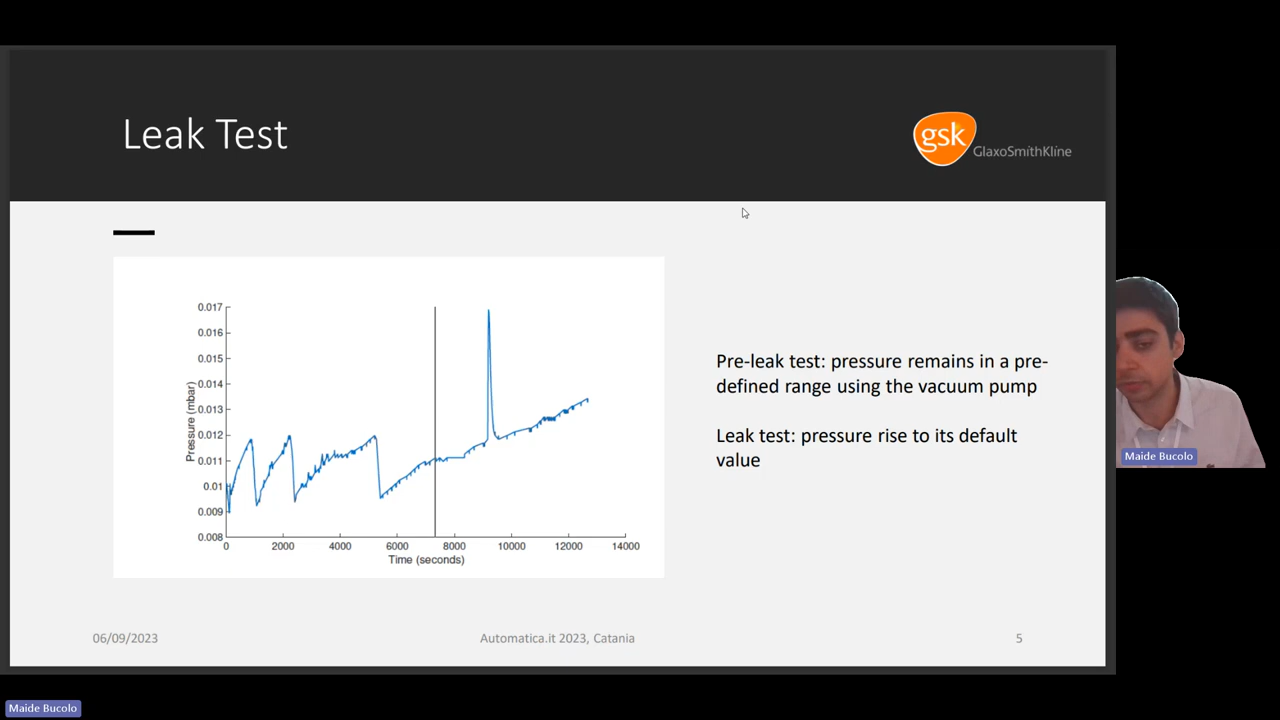 Leak Test
gsk
GlaxoSmithKline
0.017
0.016
0.015
0.014
0.013
0.012
0.011
0.01
0.009
0.008
Pressure (mbar)
0
2000
4000
6000
8000
10000
12000
14000
Time (seconds)
Pre-leak test: pressure remains in a pre-
defined range using the vacuum pump
Leak test: pressure rise to its default
value
Maide Bucolo
06/09/2023
Automatica.it 2023, Catania
5
Maide Bucolo